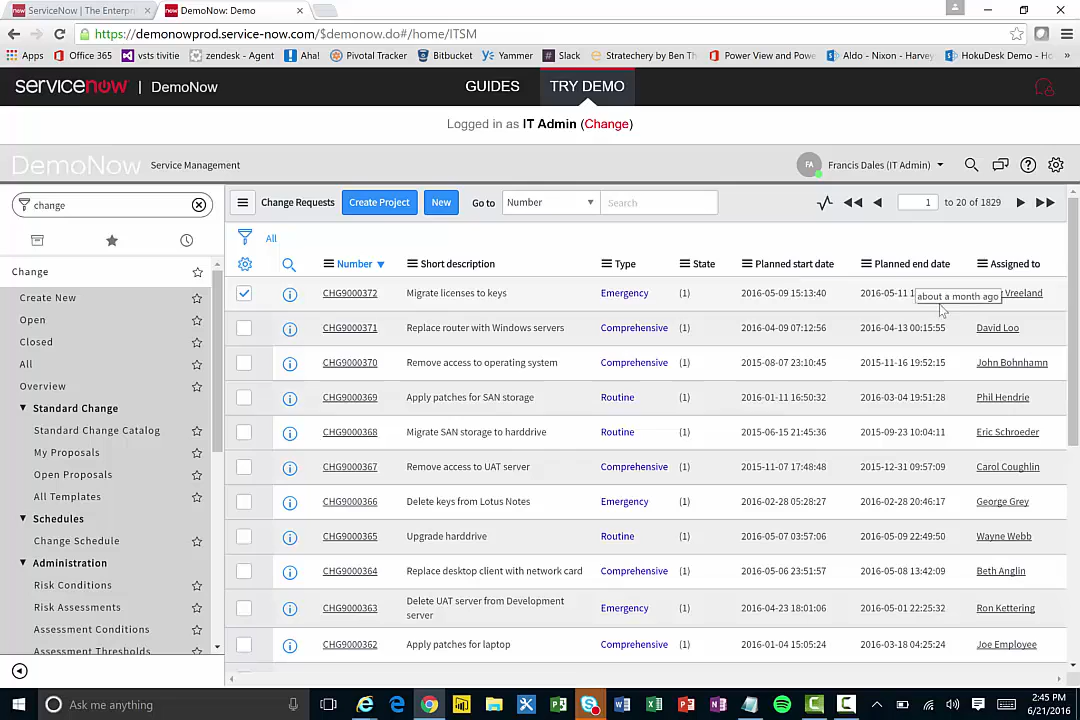 now ServiceNow | The Enterpr
now DemoNow: Demo
https://demonowprod.service-now.com/$demonow.do#/home/ITSM
Apps
Office 365
vsts tivitie
zendesk - Agent
Aha!
Pivotal Tracker
Bitbucket
Yammer
Slack
Stratechery by Ben Th
Power View and Powe
Aldo - Nixon - Harvey
HokuDesk Demo - Ho
»
servicenow | DemoNow
GUIDES
TRY DEMO
Logged in as IT Admin (Change)
DemoNow Service Management
FA Francis Dales (IT Admin)
change
Change
Create New
Open
Closed
All
Overview
Standard Change
Standard Change Catalog
My Proposals
Open Proposals
All Templates
Schedules
Change Schedule
Administration
Risk Conditions
Risk Assessments
Assessment Conditions
Assessment Thresholds
Change Requests Create Project New Go to Number Search 1 to 20 of 1829
All
Number Short description Type State Planned start date Planned end date Assigned to
CHG9000372 Migrate licenses to keys Emergency (1) 2016-05-09 15:13:40 2016-05-11 1 Vreeland
about a month ago
CHG9000371 Replace router with Windows servers Comprehensive (1) 2016-04-09 07:12:56 2016-04-13 00:15:55 David Loo
CHG9000370 Remove access to operating system Comprehensive (1) 2015-08-07 23:10:45 2015-11-16 19:52:15 John Bohnhamn
CHG9000369 Apply patches for SAN storage Routine (1) 2016-01-11 16:50:32 2016-03-04 19:51:28 Phil Hendrie
CHG9000368 Migrate SAN storage to harddrive Routine (1) 2015-06-15 21:45:36 2015-09-23 10:04:11 Eric Schroeder
CHG9000367 Remove access to UAT server Comprehensive (1) 2015-11-07 17:48:48 2015-12-31 09:57:09 Carol Coughlin
CHG9000366 Delete keys from Lotus Notes Emergency (1) 2016-02-28 05:28:27 2016-02-28 20:46:17 George Grey
CHG9000365 Upgrade harddrive Routine (1) 2016-05-07 03:57:06 2016-05-09 22:49:50 Wayne Webb
CHG9000364 Replace desktop client with network card Comprehensive (1) 2016-05-06 23:51:57 2016-05-08 13:42:09 Beth Anglin
CHG9000363 Delete UAT server from Development server Emergency (1) 2016-04-23 18:01:06 2016-05-01 22:25:32 Ron Kettering
CHG9000362 Apply patches for laptop Comprehensive (1) 2016-01-04 15:05:24 2016-03-18 04:25:24 Joe Employee
Ask me anything
2:45 PM
6/21/2016